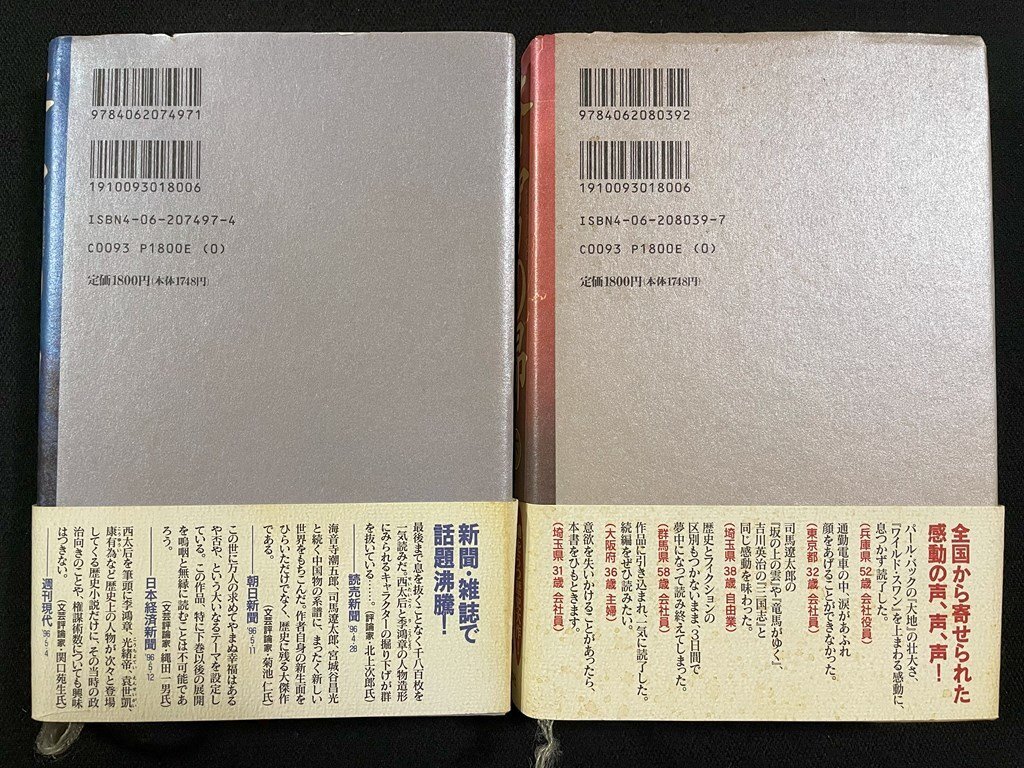 9784062074971
1910093018006
ISBN4-06-207497-4
C0093 P1800E (0)
定価1800円(本体1748円)
新聞・雑誌で
話題沸騰!
最後まで息を抜くことなく千八百枚を
一気読みだ。西太后と李鴻章の人物造形
にみられるキャラクターの掘り下げが群
を抜いている……。(評論家・北上次郎氏)
——読売新聞 '96・4・28
海音寺潮五郎、司馬遼太郎、宮城谷昌光
と続く中国物の系譜に、まったく新しい
世界をもちこんだ。作者自身の新生面を
ひらいただけでなく、歴史に残る大傑作
である。 (文芸評論家・菊池仁氏)
——朝日新聞 '96・5・11
この世に万人の求めてやまぬ幸福はある
や否や、という大いなるテーマを設定し
ている。この作品、特に下巻以後の展開
を嗚咽と無縁に読むことは不可能であ
ろう。 (文芸評論家・縄田一男氏)
——日本経済新聞 '96・5・12
西太后を筆頭に李鴻章、光緒帝、袁世凱、
康有為など歴史上の人物が次々と登場
してくる歴史小説だけに、その当時の政
治向きのことや、権謀術数についても興味
はつきない。 (文芸評論家・関口苑生氏)
週刊現代 '96・5・4
9784062080392
1910093018006
ISBN4-06-208039-7
C0093 P1800E (0)
定価1800円(本体1748円)
全国から寄せられた
感動の声、声、声!
パール・バックの『大地』の壮大さ、
『ワイルド・スワン』を上まわる感動に、
息もつかず読了した。
(兵庫県 52歳 会社役員)
通勤電車の中、涙があふれ
顔をあげることができなかった。
(東京都 32歳 会社員)
司馬遼太郎の
『坂の上の雲』や『竜馬がゆく』、
吉川英治の『三国志』と
同じ感動を味わった。
(埼玉県 38歳 自由業)
歴史とフィクションの
区別もつかないまま、3日間で
夢中になって読み終えてしまった。
(群馬県 58歳 会社員)
作品に引き込まれ、一気に読了した。
続編をぜひ読みたい。
(大阪府 36歳 主婦)
意欲を失いかけることがあったら、
本書をひもときます。
(埼玉県 31歳 会社員)